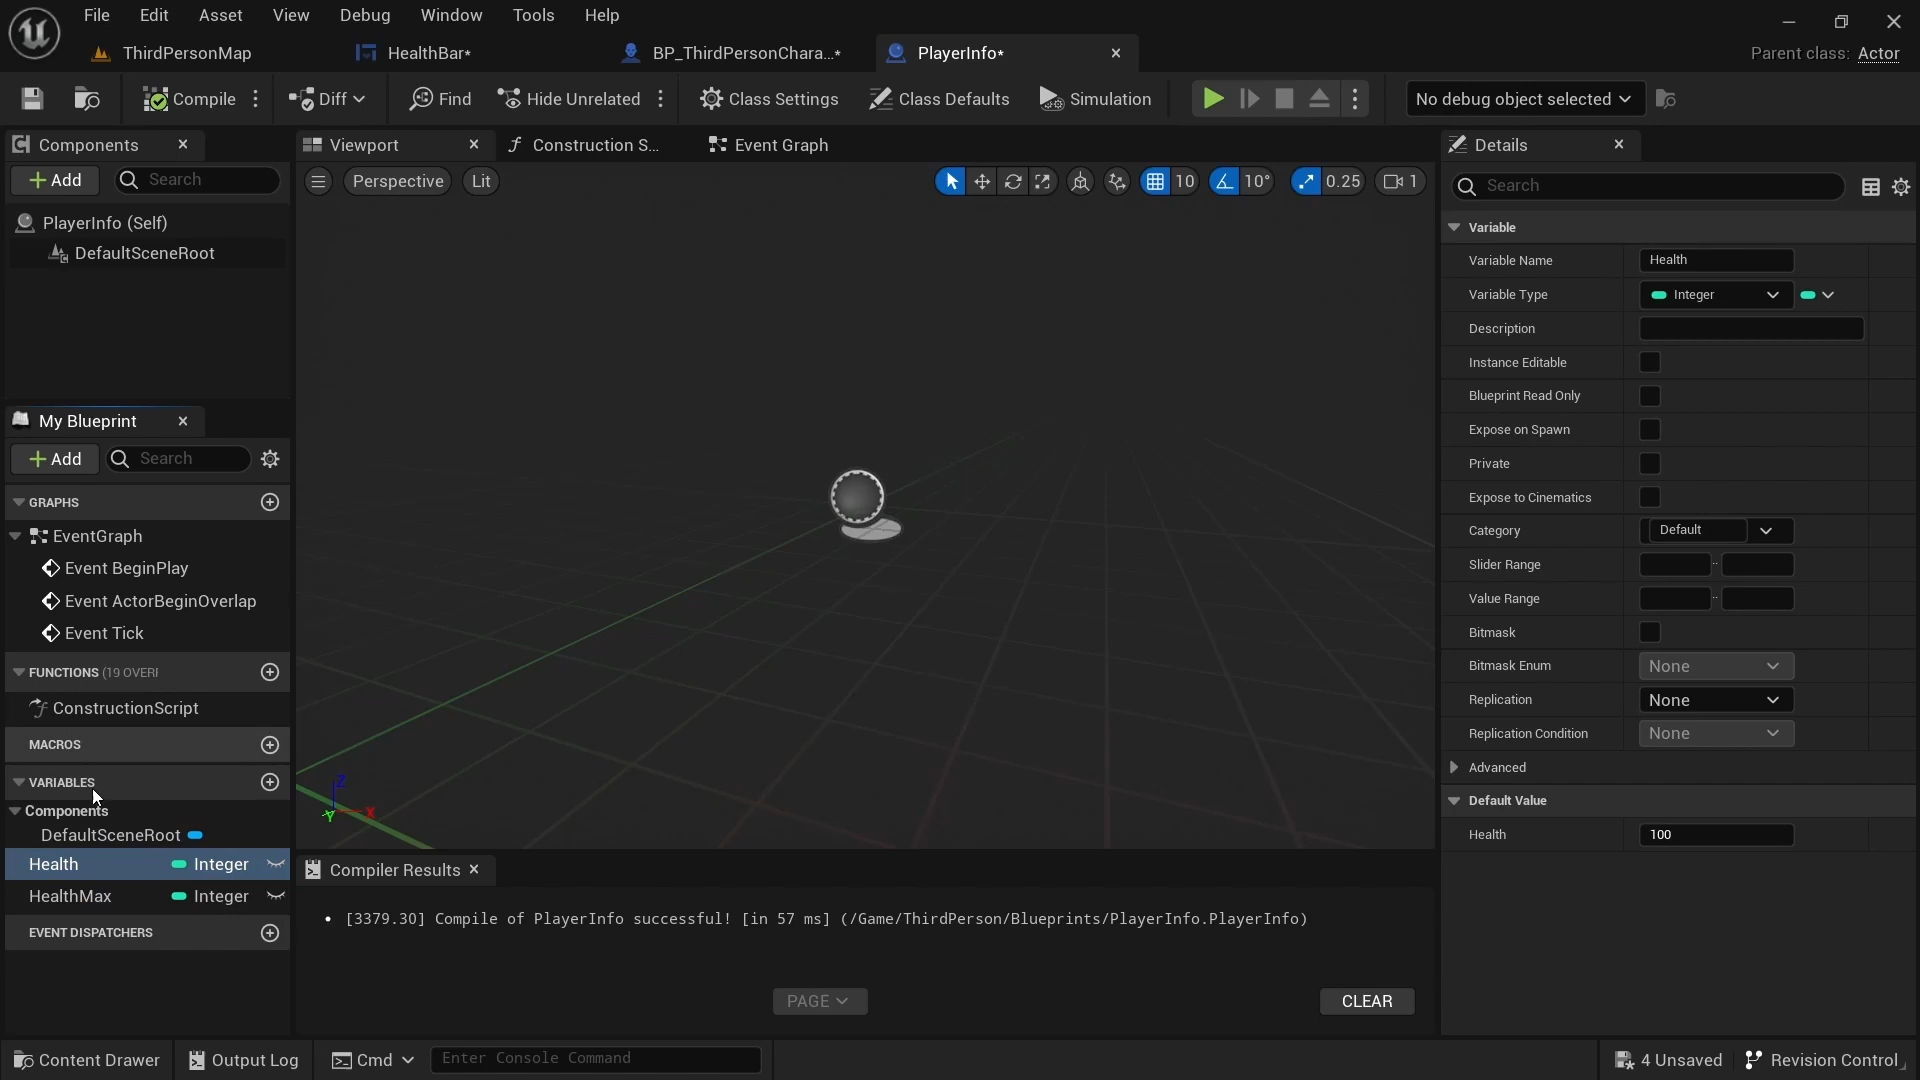 File Edit Asset View Debug Window Tools Help
ThirdPersonMap HealthBar* BP_ThirdPersonChara...* PlayerInfo* Parent class: Actor
Compile Diff Find Hide Unrelated Class Settings Class Defaults Simulation No debug object selected
Components Viewport Construction S... Event Graph Details
Add Search Perspective Lit 10 10° 0.25 1 Search
PlayerInfo (Self)
DefaultSceneRoot
Variable
Variable Name Health
Variable Type Integer
Description
Instance Editable
Blueprint Read Only
Expose on Spawn
Private
Expose to Cinematics
Category Default
Slider Range
Value Range
Bitmask
Bitmask Enum None
Replication None
Replication Condition None
Advanced
Default Value
Health 100
My Blueprint
Add Search
GRAPHS
EventGraph
Event BeginPlay
Event ActorBeginOverlap
Event Tick
FUNCTIONS (19 OVERI
ConstructionScript
MACROS
VARIABLES
Components
DefaultSceneRoot
Health Integer
HealthMax Integer
EVENT DISPATCHERS
Z
Y X
Compiler Results
[3379.30] Compile of PlayerInfo successful! [in 57 ms] (/Game/ThirdPerson/Blueprints/PlayerInfo.PlayerInfo)
PAGE CLEAR
Content Drawer Output Log Cmd Enter Console Command 4 Unsaved Revision Control